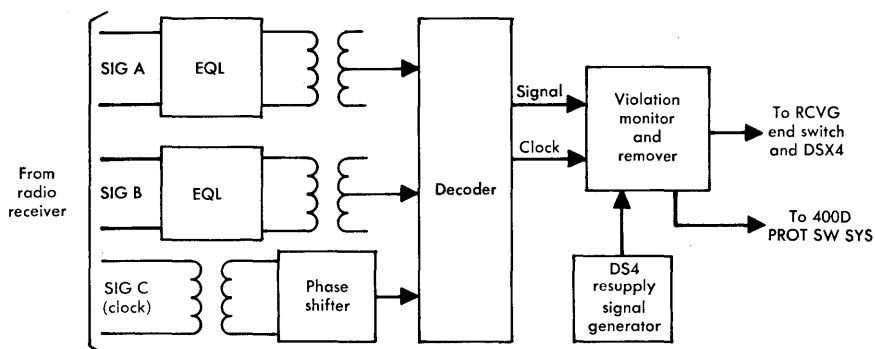 From
radio
receiver
SIG A
EQL
SIG B
EQL
SIG C
(clock)
Phase
shifter
Decoder
Signal
Clock
Violation
monitor
and
remover
DS4
resupply
signal
generator
To RCVG
end switch
and DSX4
To 400D
PROT SW SYS